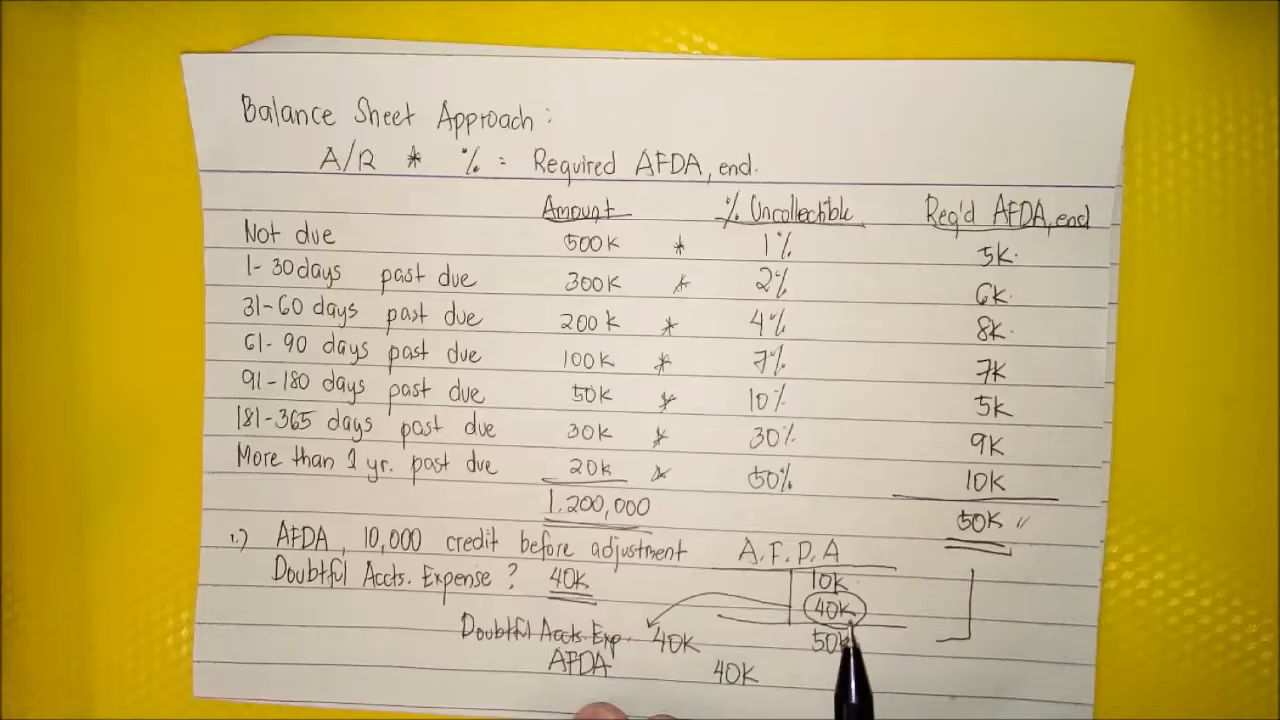 Balance Sheet Approach:
A/R * % = Required AFDA, end.
Amount % Uncollectible Req'd AFDA, end
Not due 500K * 1% 5K.
1-30 days past due 300K * 2% 6K.
31-60 days past due 200K * 4% 8K.
61-90 days past due 100K * 7% 7K
91-180 days past due 50K * 10% 5K
181-365 days past due 30K * 30% 9K
More than 1 yr. past due 20K * 50% 10K
1,200,000 50K //
1.) AFDA, 10,000 credit before adjustment A.F.D.A
Doubtful Accts. Expense? 40K 10K
40K
Doubtful Accts. Exp. 40K 50K
AFDA 40K